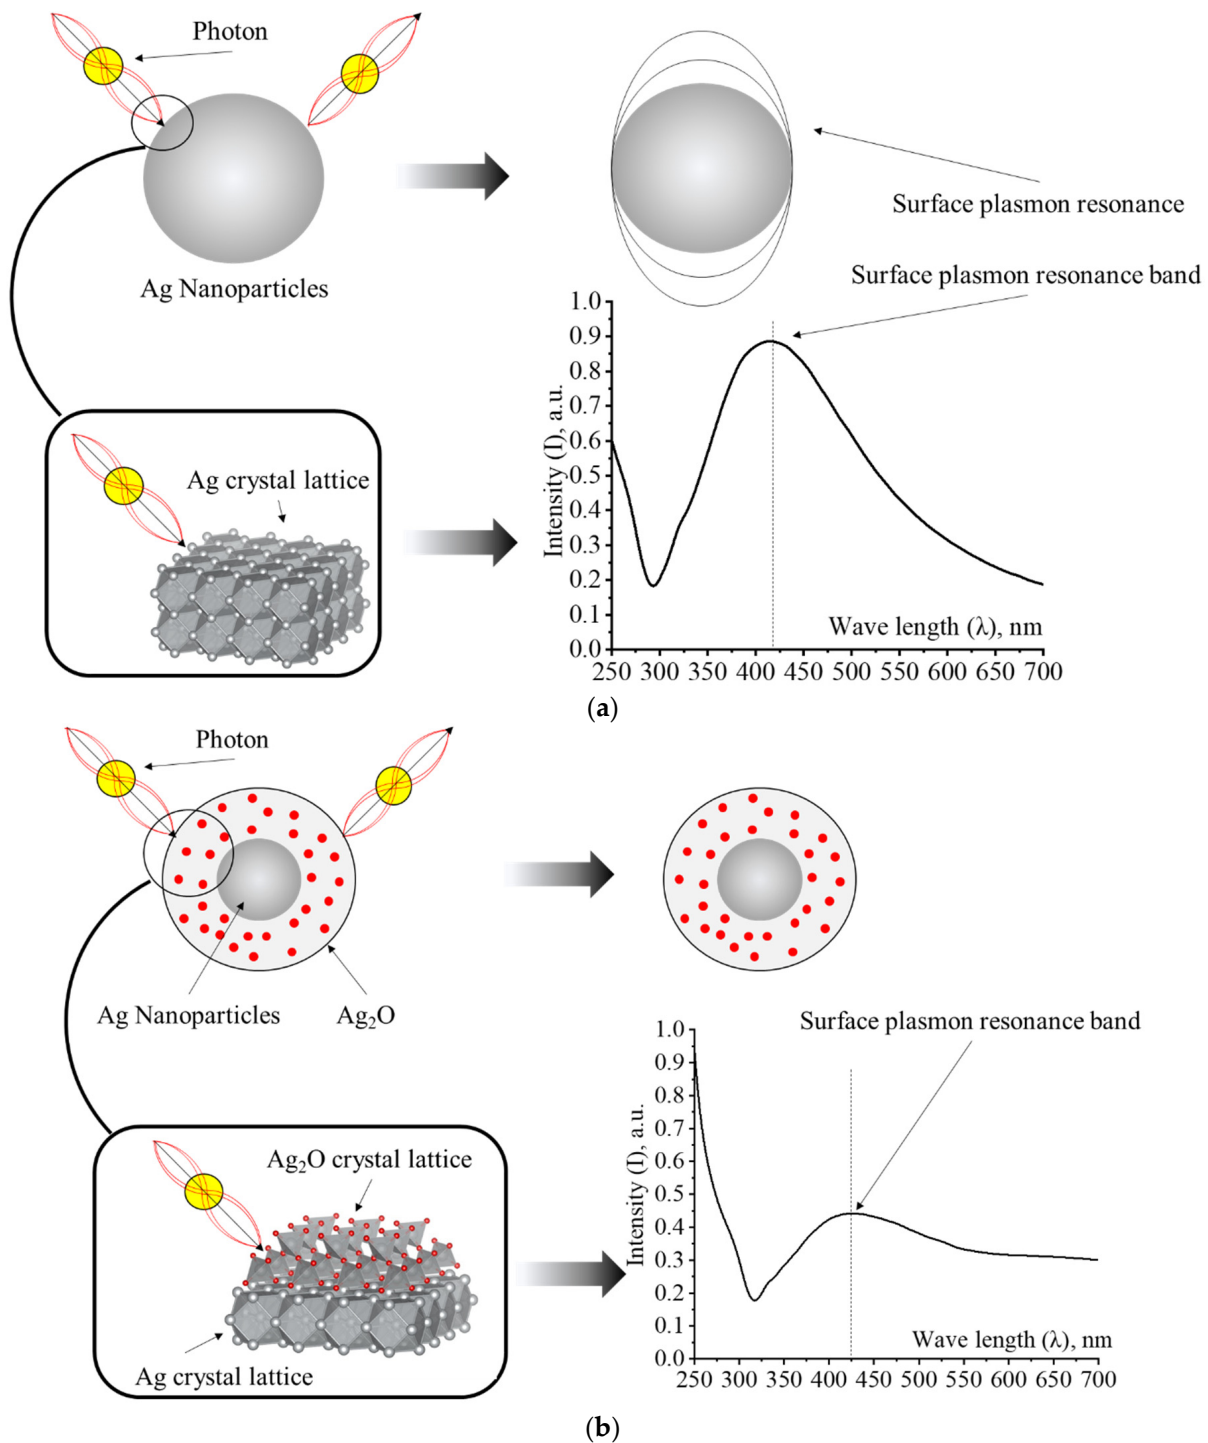 Photon
Ag Nanoparticles
Surface plasmon resonance
Surface plasmon resonance band
1.0
0.9
0.8
0.7
0.6
0.5
0.4
0.3
0.2
0.1
0.0
Intensity (I), a.u.
Wave length (λ), nm
250 300 350 400 450 500 550 600 650 700
Ag crystal lattice
(a)
Photon
Ag Nanoparticles
Ag₂O
Surface plasmon resonance band
1.0
0.9
0.8
0.7
0.6
0.5
0.4
0.3
0.2
0.1
0.0
Intensity (I), a.u.
Wave length (λ), nm
250 300 350 400 450 500 550 600 650 700
Ag₂O crystal lattice
Ag crystal lattice
(b)